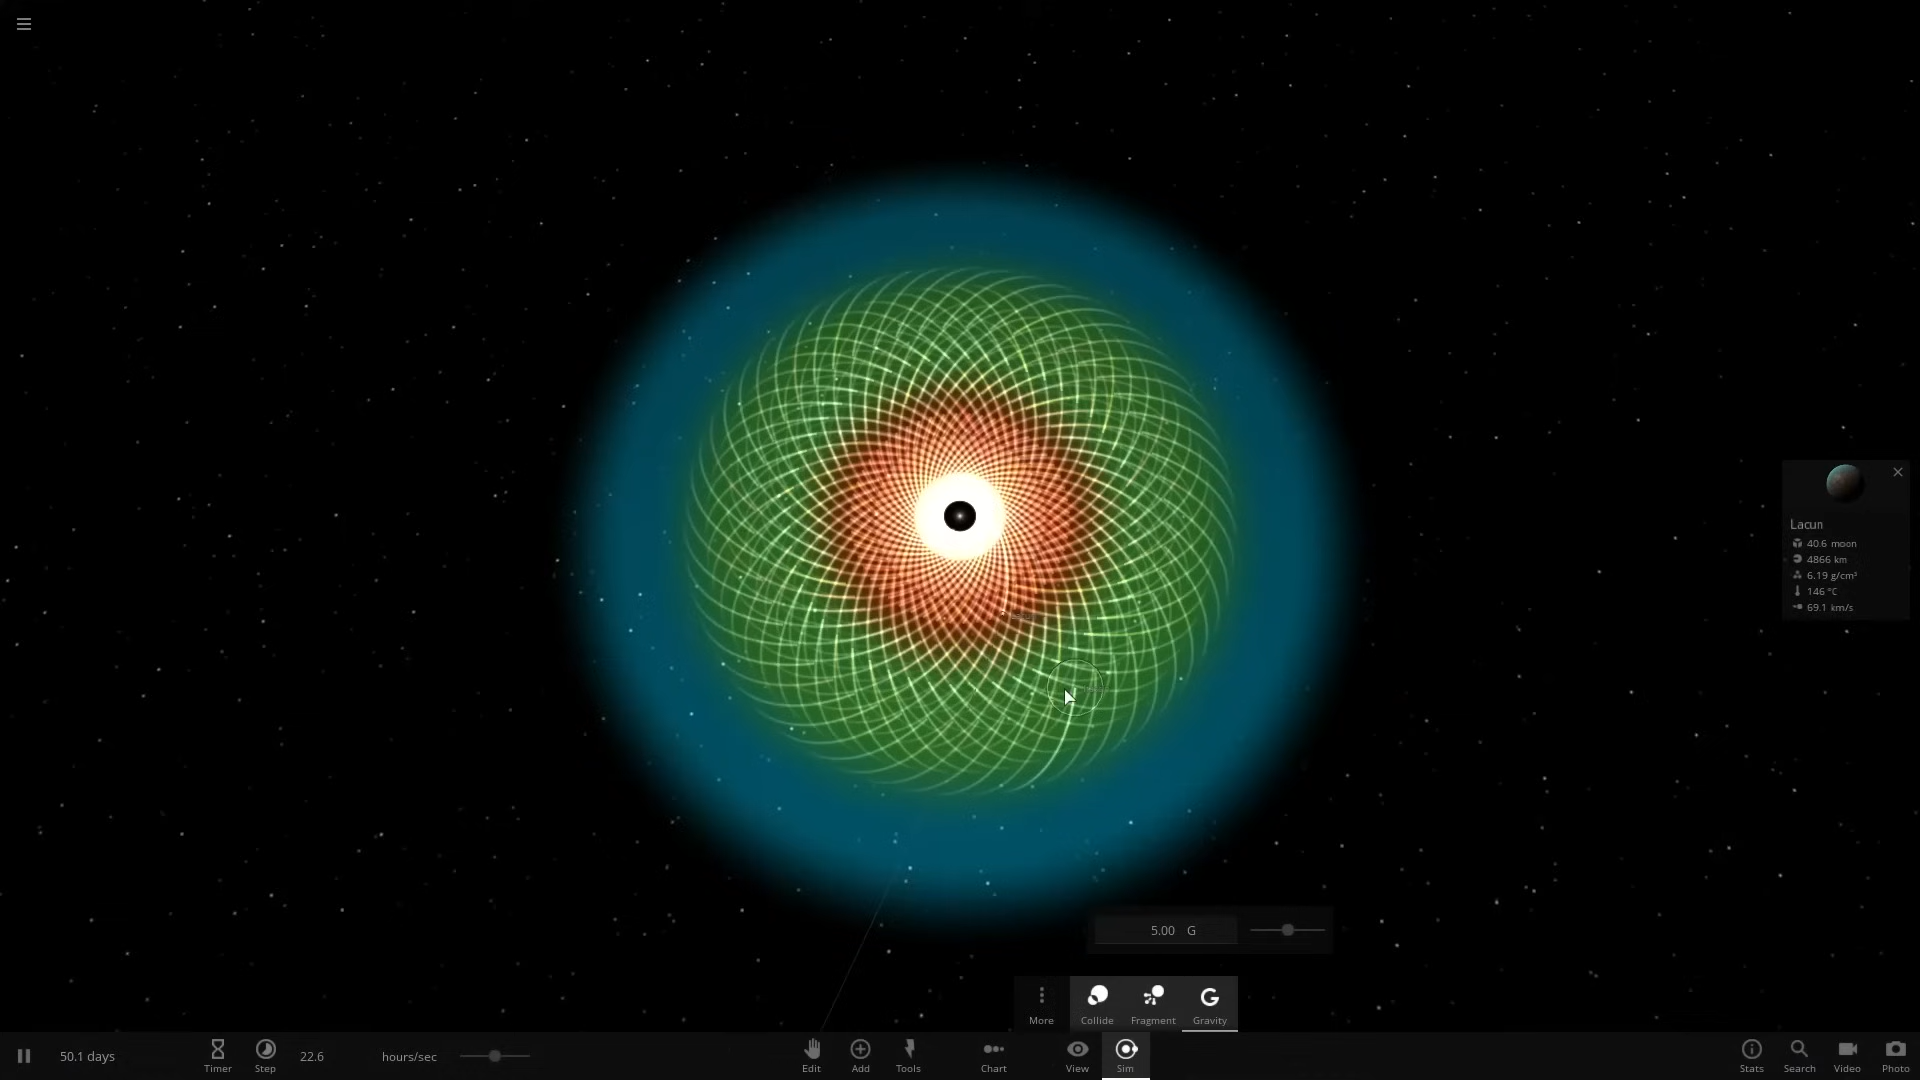 Lacun
40.6 moon
4866 km
6.19 g/cm³
146 °C
69.1 km/s
5.00 G
More
Collide
Fragment
Gravity
50.1 days
Timer
Step
22.6
hours/sec
Edit
Add
Tools
Chart
View
Sim
Stats
Search
Video
Photo